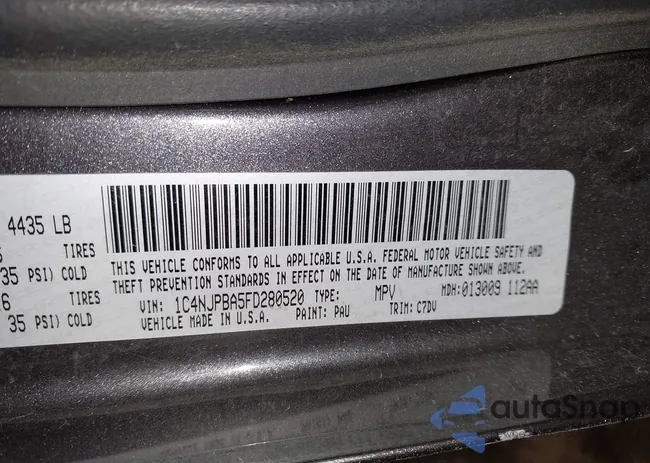 4435 LB
TIRES
35 PSI) COLD
TIRES
35 PSI) COLD
THIS VEHICLE CONFORMS TO ALL APPLICABLE U.S.A. FEDERAL MOTOR VEHICLE SAFETY AND
THEFT PREVENTION STANDARDS IN EFFECT ON THE DATE OF MANUFACTURE SHOWN ABOVE.
VIN: 1C4NJPBA5FD280520 TYPE: MPV MDH:013009 112AA
VEHICLE MADE IN U.S.A. PAINT: PAU TRIM: C7DV
autoSnap